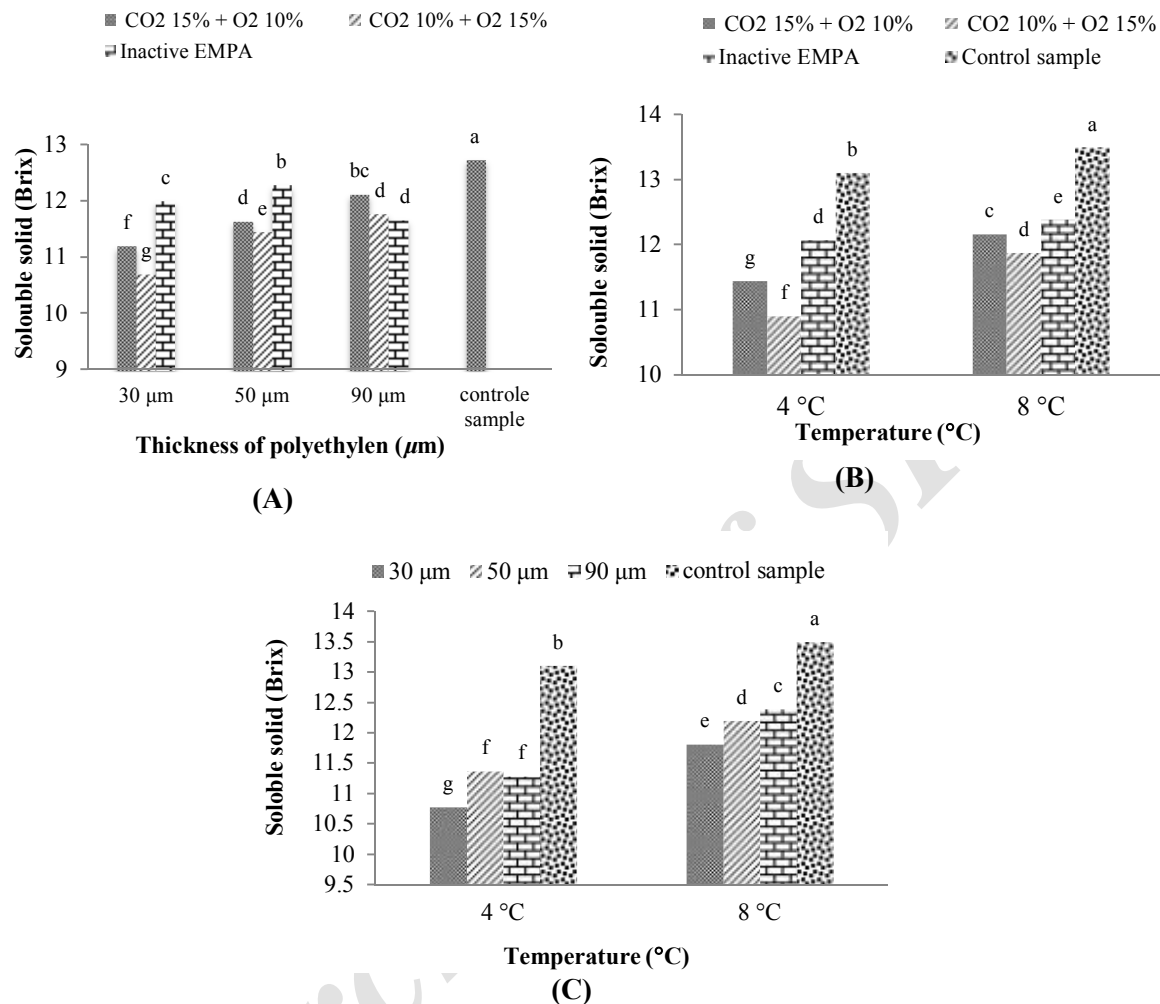 CO2 15% + O2 10%
CO2 10% + O2 15%
Inactive EMPA
Solouble solid (Brix)
13
12
11
10
9
f
g
c
d
e
b
bc
d
d
a
30 μm
50 μm
90 μm
controle
sample
Thickness of polyethylen (μm)
(A)
CO2 15% + O2 10%
CO2 10% + O2 15%
Inactive EMPA
Control sample
Solouble solid (Brix)
14
13
12
11
10
g
f
d
b
c
d
e
a
4 °C
8 °C
Temperature (°C)
(B)
30 μm
50 μm
90 μm
control sample
Soloble solid (Brix)
14
13.5
13
12.5
12
11.5
11
10.5
10
9.5
g
f
f
b
e
d
c
a
4 °C
8 °C
Temperature (°C)
(C)